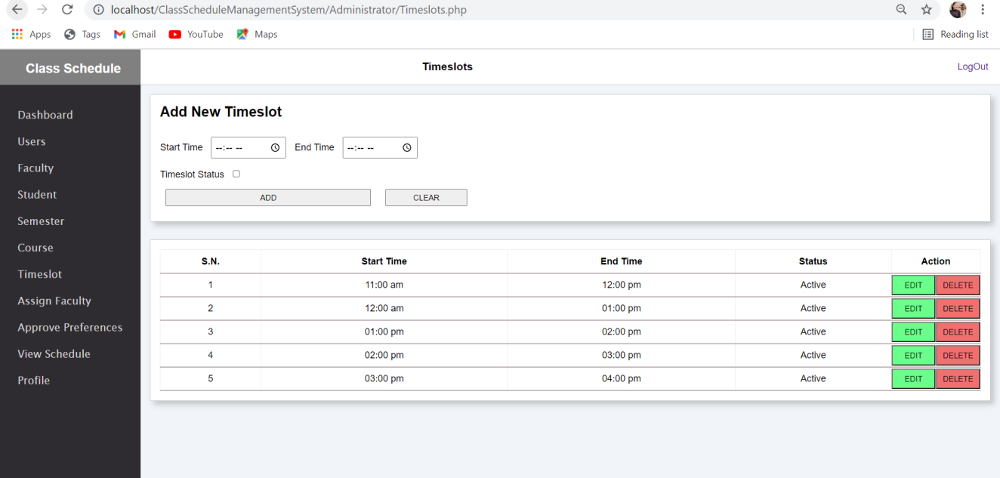 localhost/ClassScheduleManagementSystem/Administrator/Timeslots.php
Apps Tags Gmail YouTube Maps Reading list
Class Schedule
Timeslots
LogOut
Dashboard
Users
Faculty
Student
Semester
Course
Timeslot
Assign Faculty
Approve Preferences
View Schedule
Profile
Add New Timeslot
Start Time --:-- -- End Time --:-- --
Timeslot Status
ADD CLEAR
S.N. Start Time End Time Status Action
1 11:00 am 12:00 pm Active EDIT DELETE
2 12:00 am 01:00 pm Active EDIT DELETE
3 01:00 pm 02:00 pm Active EDIT DELETE
4 02:00 pm 03:00 pm Active EDIT DELETE
5 03:00 pm 04:00 pm Active EDIT DELETE